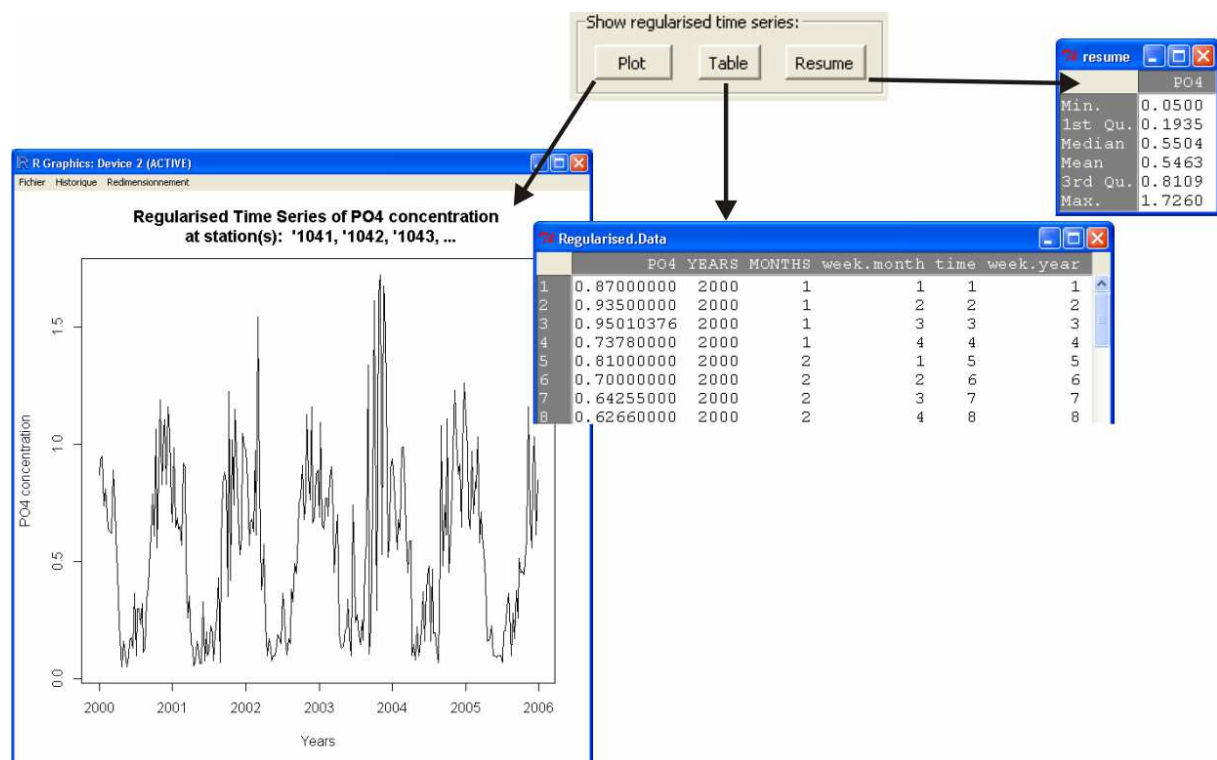 Show regularised time series:
Plot Table Resume
resume
PO4
Min. 0.0500
1st Qu. 0.1935
Median 0.5504
Mean 0.5463
3rd Qu. 0.8109
Max. 1.7260
R Graphics: Device 2 (ACTIVE)
Fichier Historique Redimensionnement
Regularised Time Series of PO4 concentration
at station(s): '1041, '1042, '1043, ...
PO4 concentration
0.0
0.5
1.0
1.5
2000 2001 2002 2003 2004 2005 2006
Years
Regularised.Data
PO4 YEARS MONTHS week.month time week.year
1 0.87000000 2000 1 1 1 1
2 0.93500000 2000 1 2 2 2
3 0.95010376 2000 1 3 3 3
4 0.73780000 2000 1 4 4 4
5 0.81000000 2000 2 1 5 5
6 0.70000000 2000 2 2 6 6
7 0.64255000 2000 2 3 7 7
8 0.62660000 2000 2 4 8 8